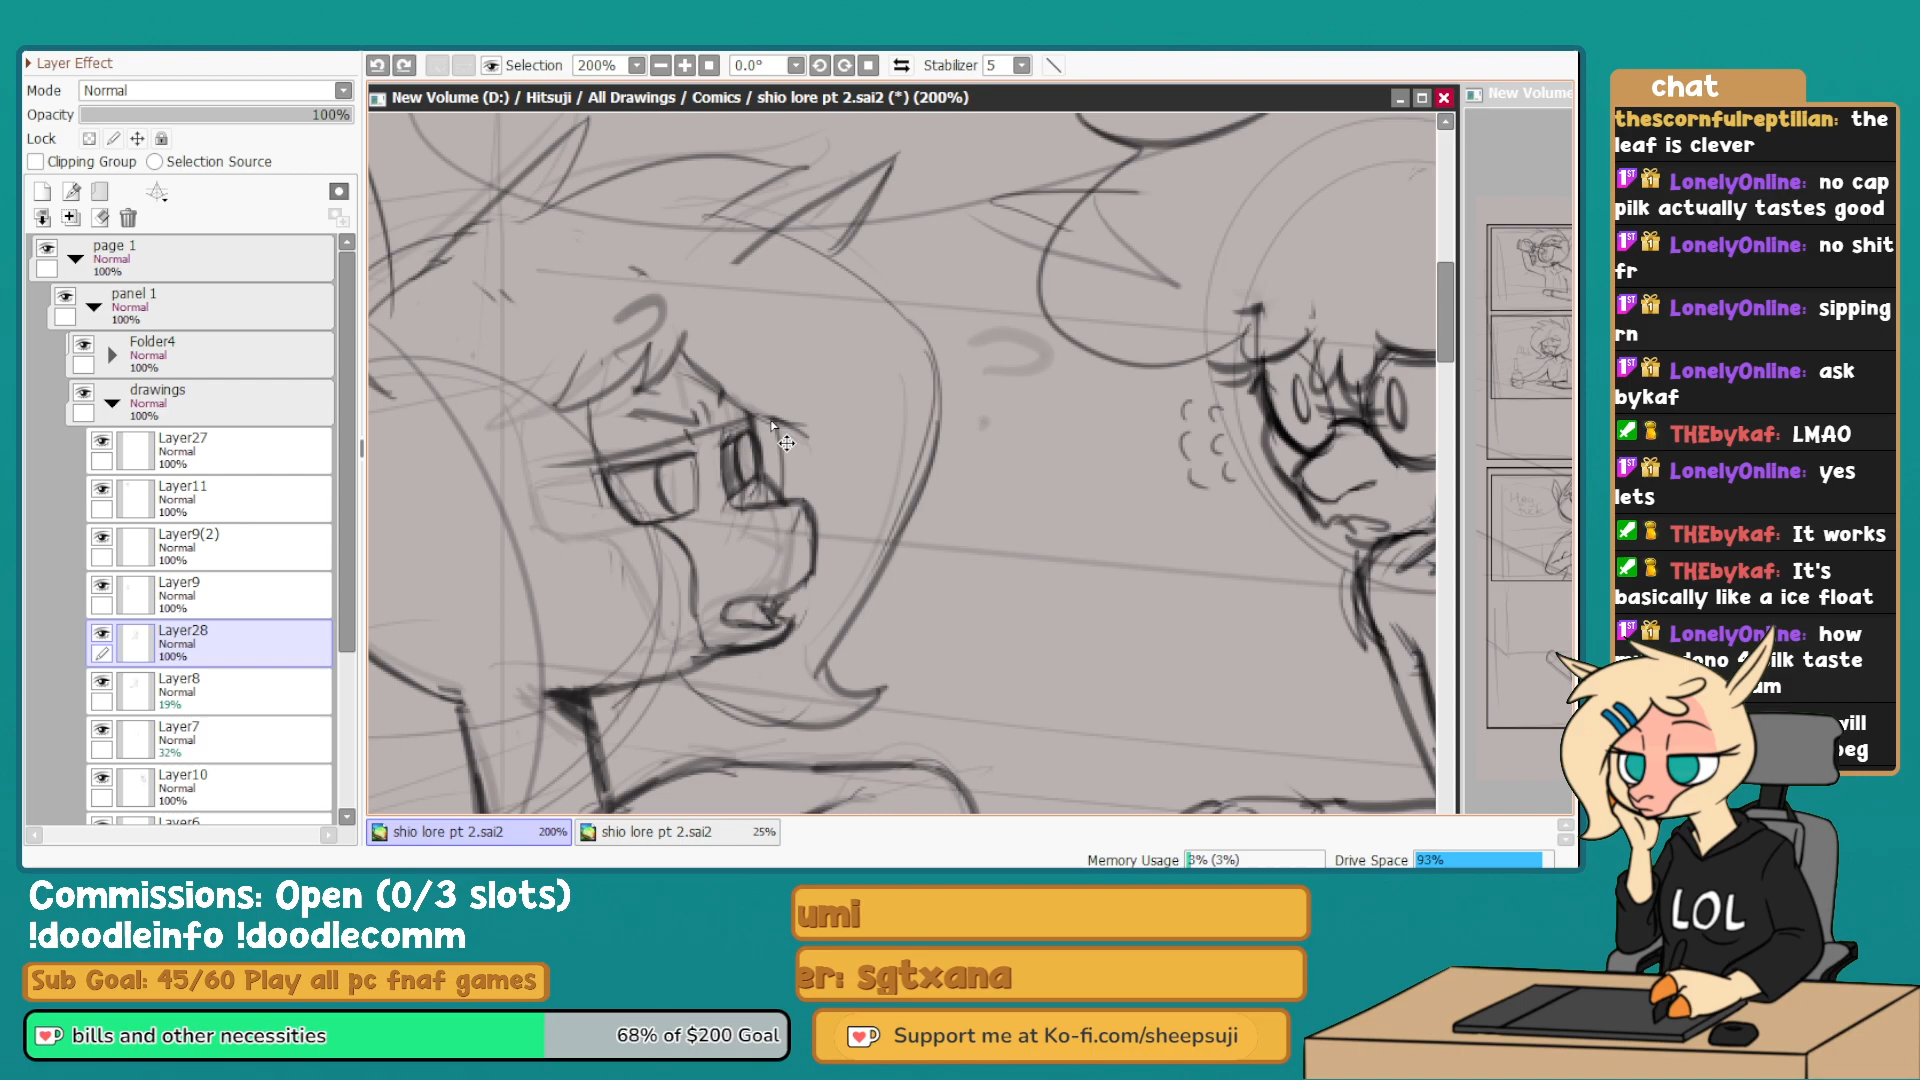 Layer Effect
Mode Normal
Opacity 100%
Lock
Clipping Group Selection Source
page 1
Normal
100%
panel 1
Normal
100%
Folder4
Normal
100%
drawings
Normal
100%
Layer27
Normal
100%
Layer11
Normal
100%
Layer9(2)
Normal
100%
Layer9
Normal
100%
Layer28
Normal
100%
Layer8
Normal
19%
Layer7
Normal
32%
Layer10
Normal
100%
Layer6
Selection 200% 0.0° Stabilizer 5
New Volume (D:) / Hitsuji / All Drawings / Comics / shio lore pt 2.sai2 (*) (200%)
New Volume
shio lore pt 2.sai2 200%
shio lore pt 2.sai2 25%
Memory Usage 3% (3%) Drive Space 93%
chat
thescornfulreptilian: the
leaf is clever
LonelyOnline: no cap
pilk actually tastes good
LonelyOnline: no shit
fr
LonelyOnline: sipping
rn
LonelyOnline: ask
bykaf
THEbykaf: LMAO
LonelyOnline: yes
lets
THEbykaf: It works
THEbykaf: It's
basically like a ice float
LonelyOnline: how
taste
LOL
Commissions: Open (0/3 slots)
!doodleinfo !doodlecomm
Sub Goal: 45/60 Play all pc fnaf games
bills and other necessities 68% of $200 Goal
umi
er: sgtxana
Support me at Ko-fi.com/sheepsuji